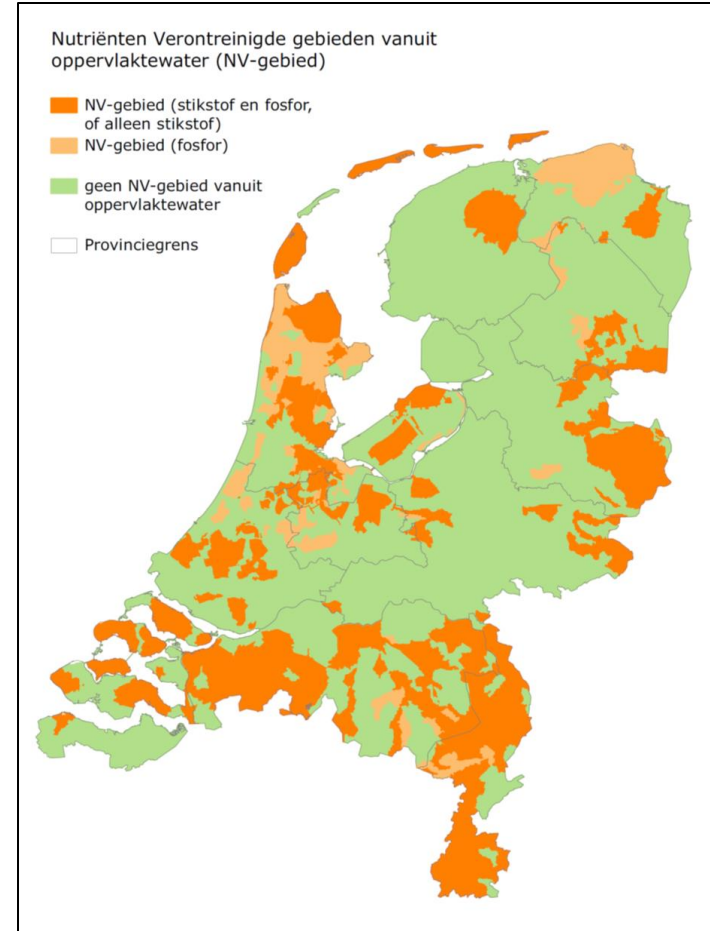 Nutriënten Verontreinigde gebieden vanuit
oppervlaktewater (NV-gebied)
NV-gebied (stikstof en fosfor,
of alleen stikstof)
NV-gebied (fosfor)
geen NV-gebied vanuit
oppervlaktewater
Provinciegrens